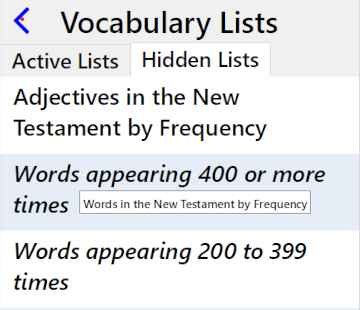 Vocabulary Lists
Active Lists
Hidden Lists
Adjectives in the New
Testament by Frequency
Words appearing 400 or more
times
Words in the New Testament by Frequency
Words appearing 200 to 399
times